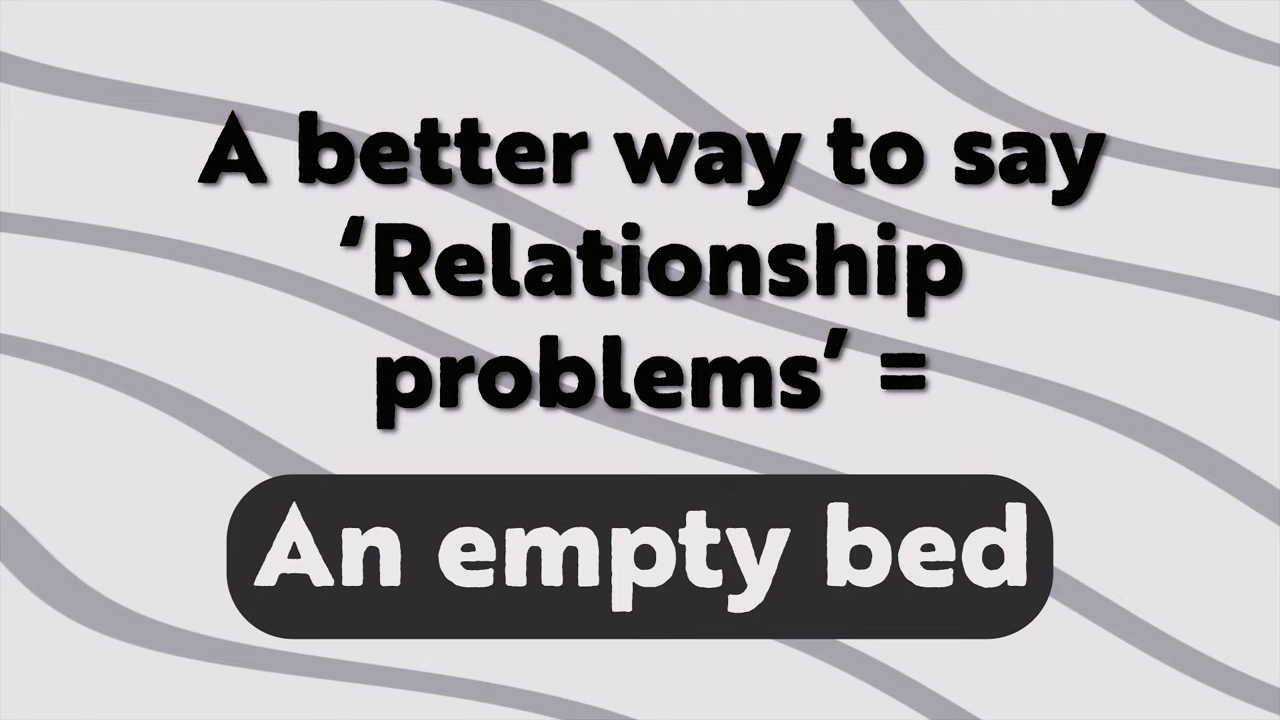 A better way to say
‘Relationship
problems’ =
An empty bed